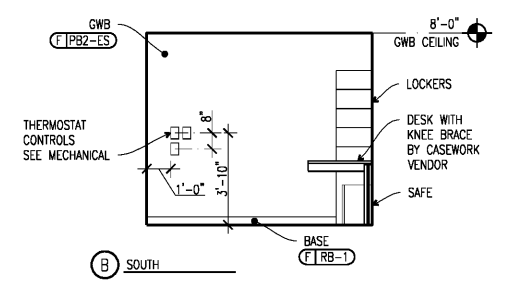 GWB
F PB2-ES
8'-0"
GWB CEILING
LOCKERS
DESK WITH
KNEE BRACE
BY CASEWORK
VENDOR
THERMOSTAT
CONTROLS
SEE MECHANICAL
8"
3'-10"
1'-0"
SAFE
BASE
F RB-1
B SOUTH